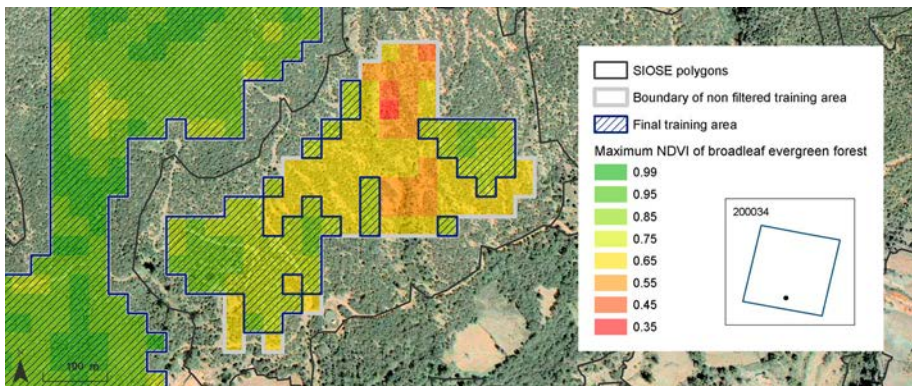 SIOSE polygons
Boundary of non filtered training area
Final training area
Maximum NDVI of broadleaf evergreen forest
0.99
0.95
0.85
0.75
0.65
0.55
0.45
0.35
200034
100 m